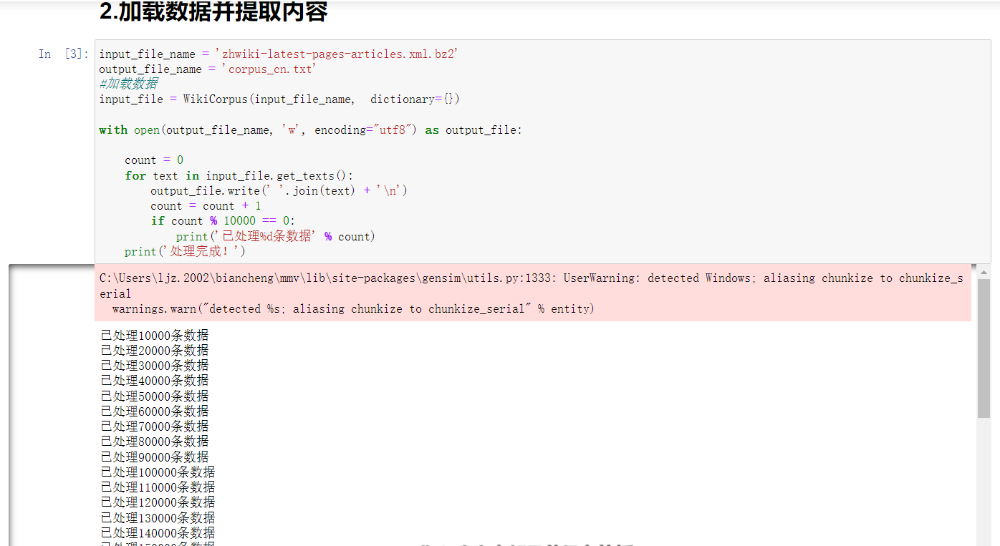 2.加载数据并提取内容
In [3]:
input_file_name = 'zhwiki-latest-pages-articles.xml.bz2'
output_file_name = 'corpus_cn.txt'
#加载数据
input_file = WikiCorpus(input_file_name, dictionary={})
with open(output_file_name, 'w', encoding="utf8") as output_file:
count = 0
for text in input_file.get_texts():
output_file.write(' '.join(text) + '\n')
count = count + 1
if count % 10000 == 0:
print('已处理%d条数据' % count)
print('处理完成！')
C:\Users\ljz.2002\biancheng\mmv\lib\site-packages\gensim\utils.py:1333: UserWarning: detected Windows; aliasing chunkize to chunkize_s
erial
warnings.warn("detected %s; aliasing chunkize to chunkize_serial" % entity)
已处理10000条数据
已处理20000条数据
已处理30000条数据
已处理40000条数据
已处理50000条数据
已处理60000条数据
已处理70000条数据
已处理80000条数据
已处理90000条数据
已处理100000条数据
已处理110000条数据
已处理120000条数据
已处理130000条数据
已处理140000条数据
已处理150000条数据